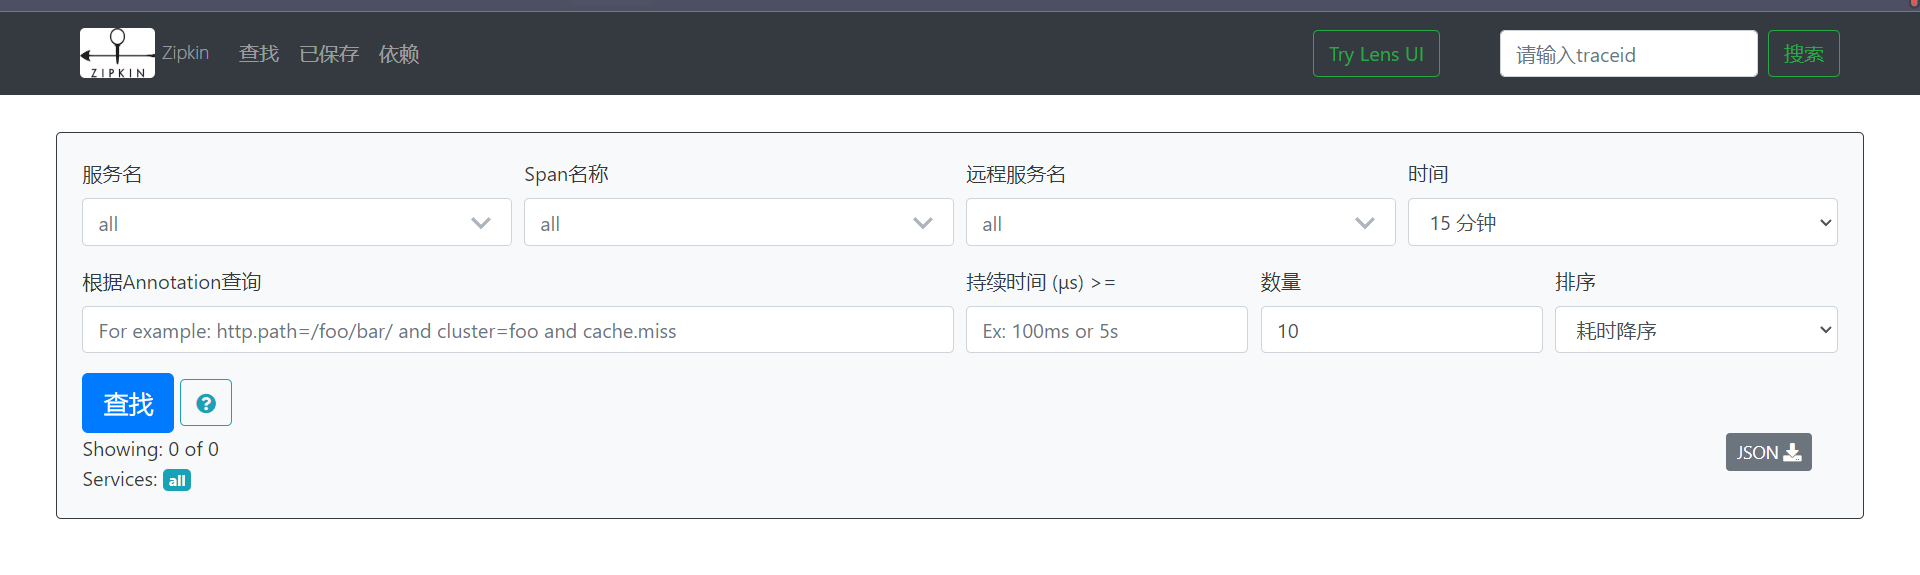 ZIPKIN Zipkin 查找 已保存 依赖 Try Lens UI 请输入traceid 搜索
服务名 Span名称 远程服务名 时间
all all all 15 分钟
根据Annotation查询 持续时间 (μs) >= 数量 排序
For example: http.path=/foo/bar/ and cluster=foo and cache.miss Ex: 100ms or 5s 10 耗时降序
查找 ?
Showing: 0 of 0 JSON
Services: all